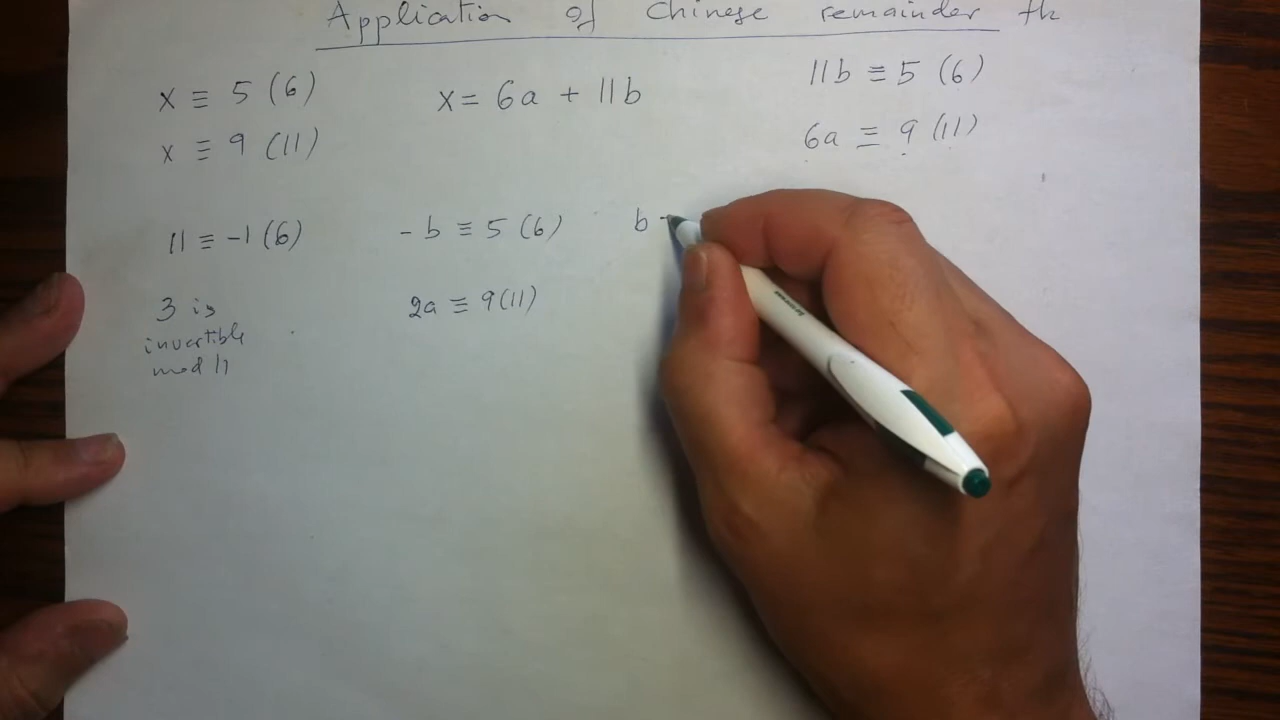 Application of Chinese remainder th
x ≡ 5 (6)
x ≡ 9 (11)
x = 6a + 11b
11b ≡ 5 (6)
6a ≡ 9 (11)
11 ≡ -1 (6)
- b ≡ 5 (6)
b -
3 is
invertible
mod 11
2a ≡ 9 (11)